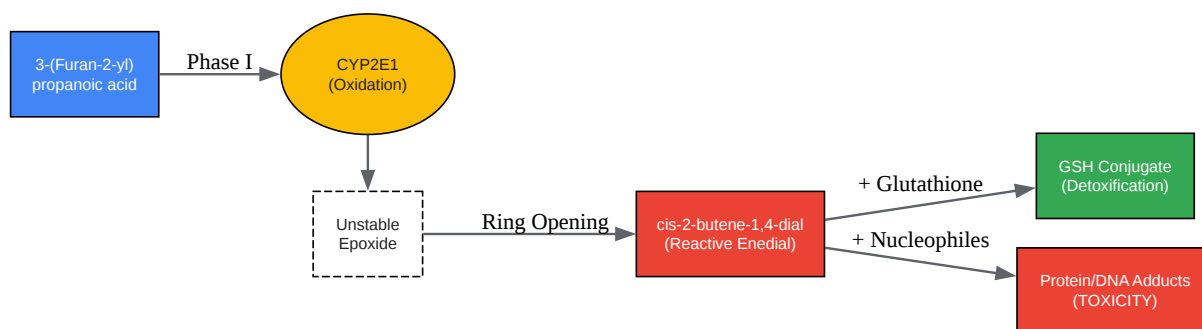 3-(Furan-2-yl)
propanoic acid
Phase I
CYP2E1
(Oxidation)
Unstable
Epoxide
Ring Opening
cis-2-butene-1,4-dial
(Reactive Enedial)
+ Glutathione
GSH Conjugate
(Detoxification)
+ Nucleophiles
Protein/DNA Adducts
(TOXICITY)